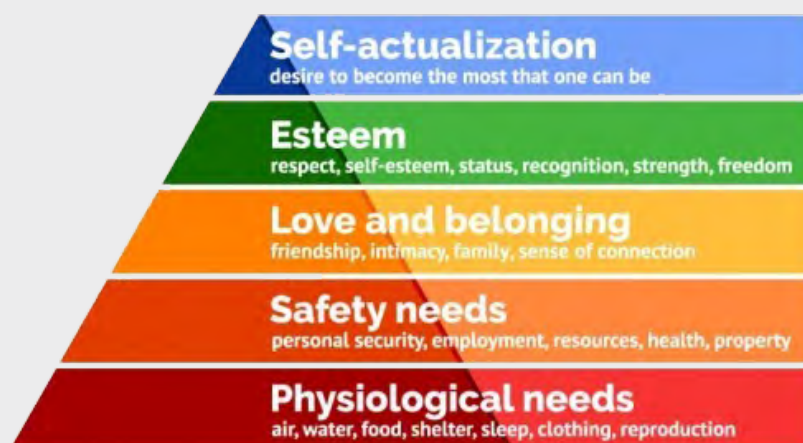 Self-actualization
desire to become the most that one can be
Esteem
respect, self-esteem, status, recognition, strength, freedom
Love and belonging
friendship, intimacy, family, sense of connection
Safety needs
personal security, employment, resources, health, property
Physiological needs
air, water, food, shelter, sleep, clothing, reproduction